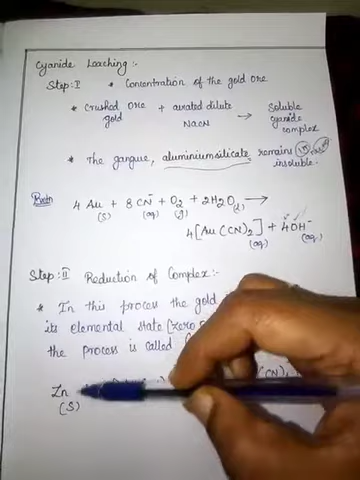 Cyanide Leaching :-
Step: I * Concentration of the gold ore
* crushed ore + aerated dilute → Soluble
gold NaCN cyanide
complex
* The gangue, aluminiumsilicate remains
insoluble.
4 Au + 8 CN⁻ + O₂ + 2H₂O(l) →
(s) (aq) (g)
4[Au(CN)₂] + 4OH⁻
(aq) (aq)
Step: II Reduction of Complex :-
* In this process the gold
its elemental state [zero
the process is called
Zn
(s)